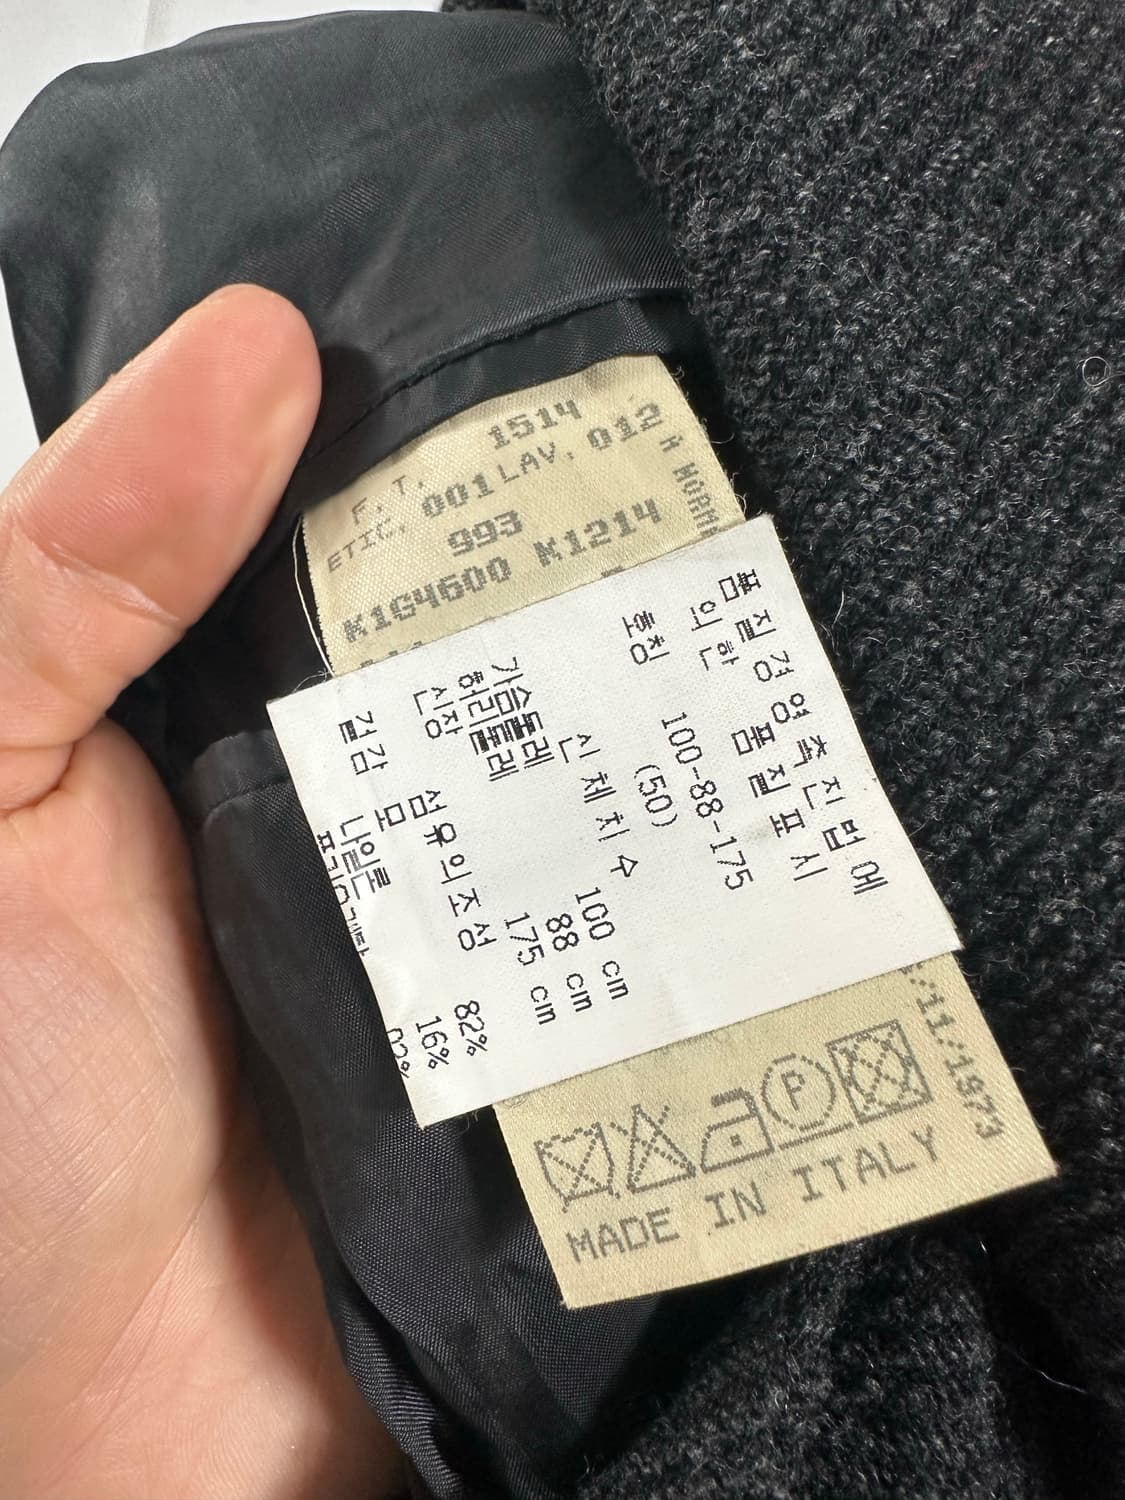 F. T. 1514
ETIC. 001 LAV. 012
993
K1G4600 K1214
품질경영촉진법에
의한 품질표시
호칭 100-88-175
(50)
신체치수
가슴둘레 100 cm
허리둘레 88 cm
신장 175 cm
섬유의조성
겉감 모 82%
나일론 16%
02%
/11/1973
P
MADE IN ITALY